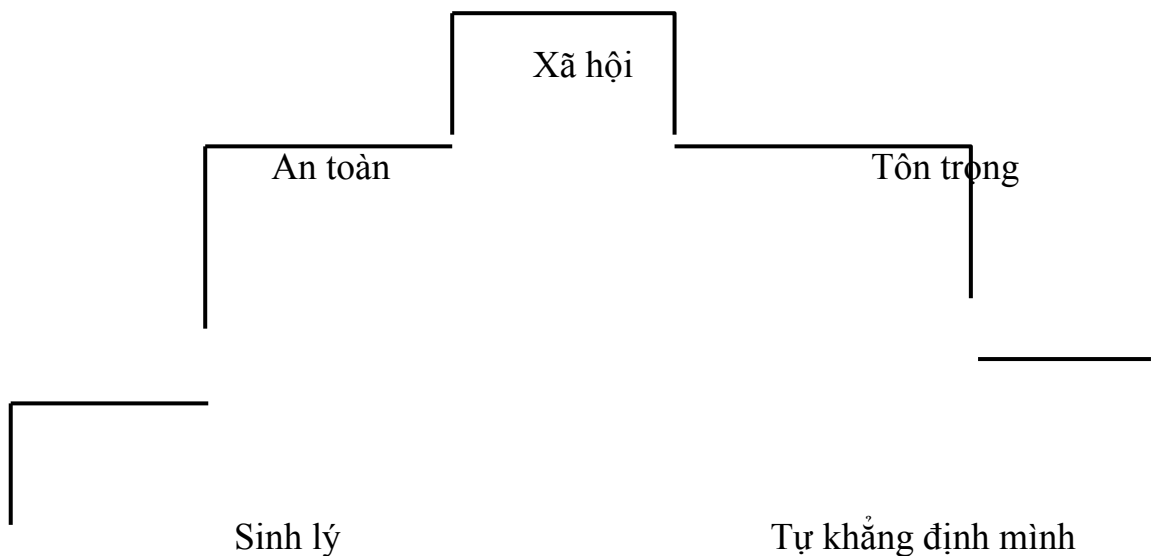 Xã hội
An toàn Tôn trọng
Sinh lý Tự khẳng định mình